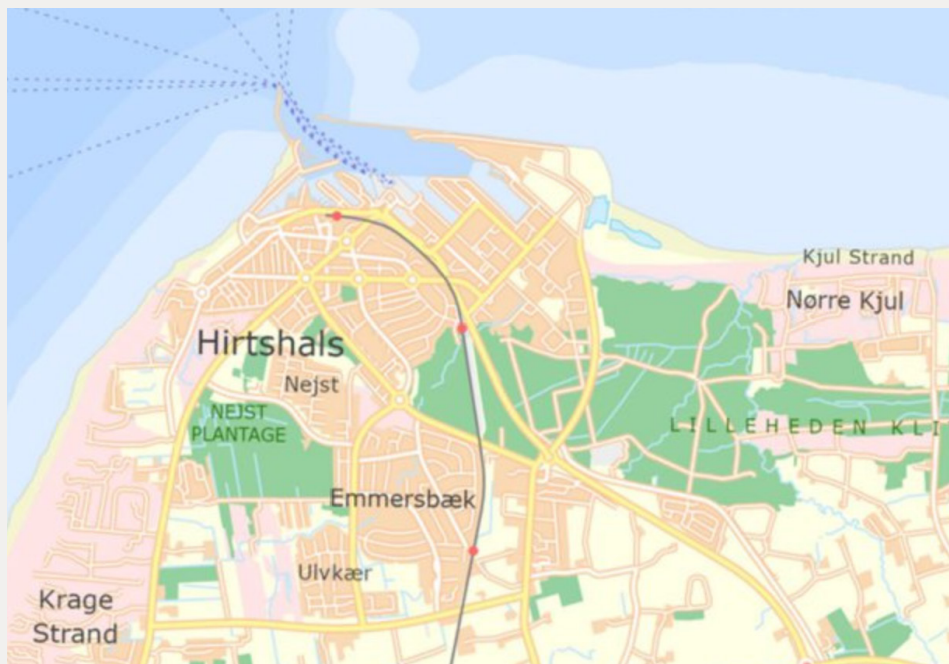 Kjul Strand
Nørre Kjul
Hirtshals
Nejst
NEJST
PLANTAGE
LILLEHEDEN KLI
Emmersbæk
Ulvkær
Krage
Strand